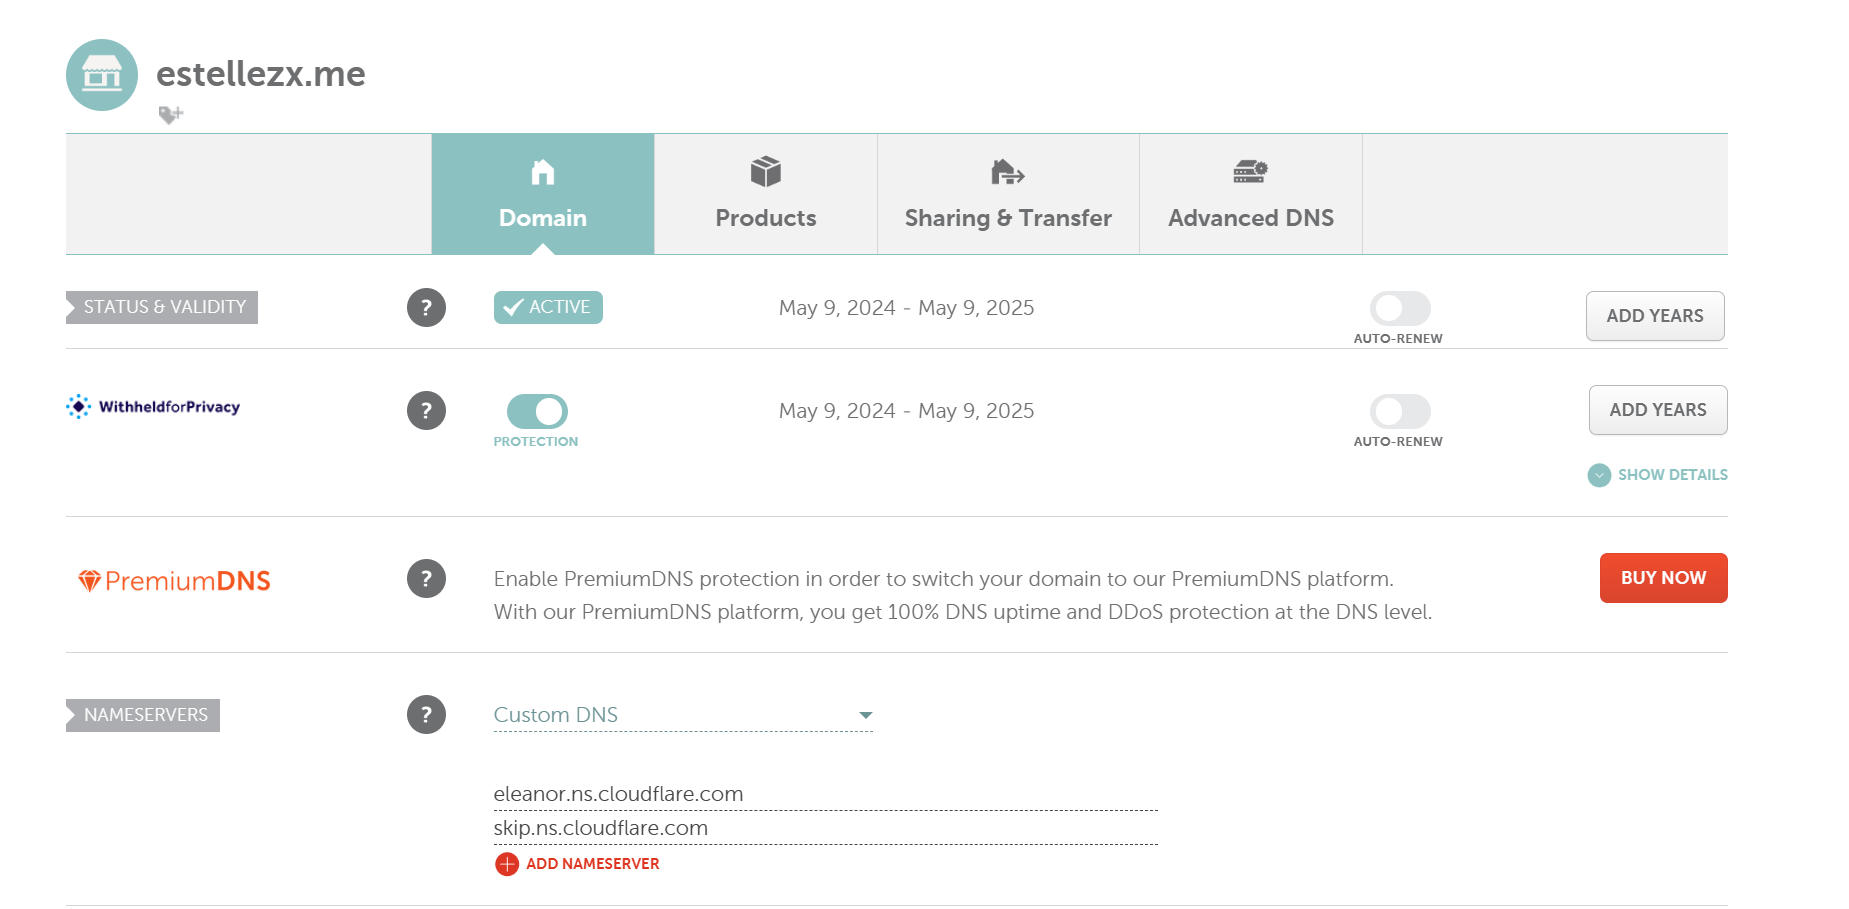 estellezx.me
Domain
Products
Sharing & Transfer
Advanced DNS
STATUS & VALIDITY
?
ACTIVE
May 9, 2024 - May 9, 2025
AUTO-RENEW
ADD YEARS
WithheldforPrivacy
?
PROTECTION
May 9, 2024 - May 9, 2025
AUTO-RENEW
ADD YEARS
SHOW DETAILS
PremiumDNS
?
Enable PremiumDNS protection in order to switch your domain to our PremiumDNS platform.
With our PremiumDNS platform, you get 100% DNS uptime and DDoS protection at the DNS level.
BUY NOW
NAMESERVERS
?
Custom DNS
eleanor.ns.cloudflare.com
skip.ns.cloudflare.com
ADD NAMESERVER